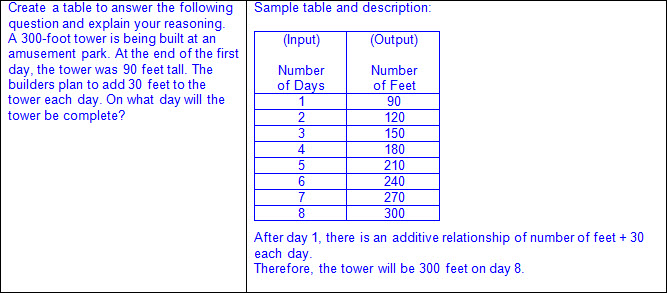 Create a table to answer the following
question and explain your reasoning.
A 300-foot tower is being built at an
amusement park. At the end of the first
day, the tower was 90 feet tall. The
builders plan to add 30 feet to the
tower each day. On what day will the
tower be complete?
Sample table and description:
(Input) (Output)
Number Number
of Days of Feet
1 90
2 120
3 150
4 180
5 210
6 240
7 270
8 300
After day 1, there is an additive relationship of number of feet + 30
each day.
Therefore, the tower will be 300 feet on day 8.